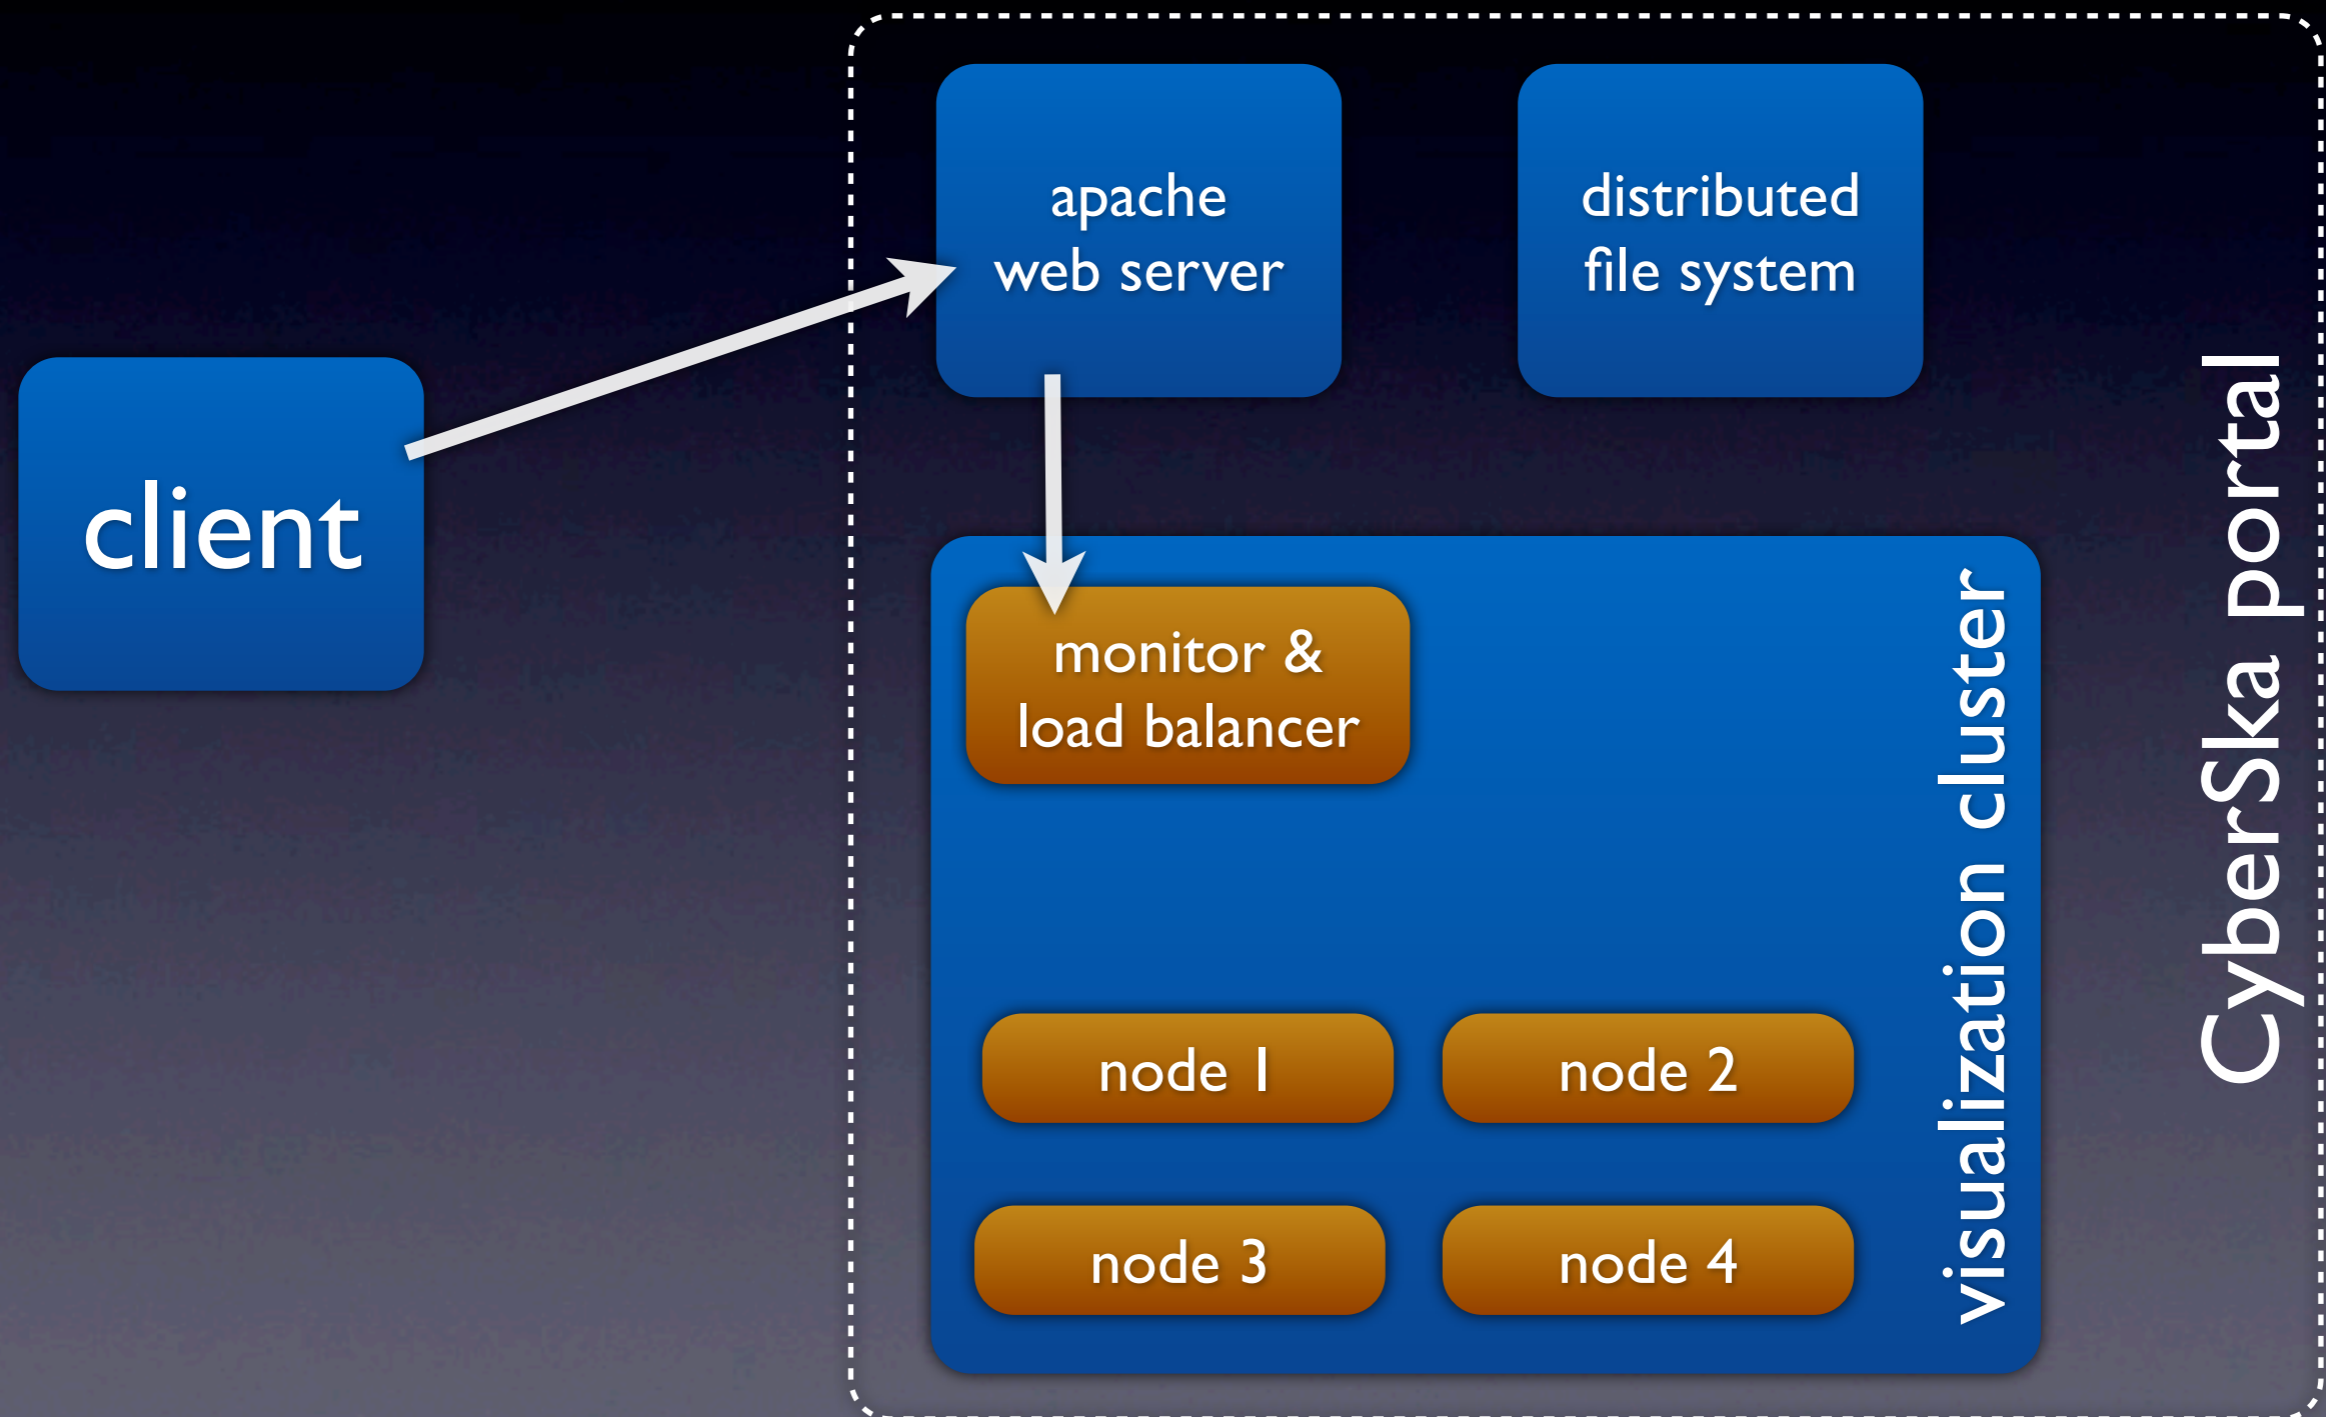 client
apache
web server
distributed
file system
monitor &
load balancer
node 1
node 2
node 3
node 4
visualization cluster
CyberSka portal